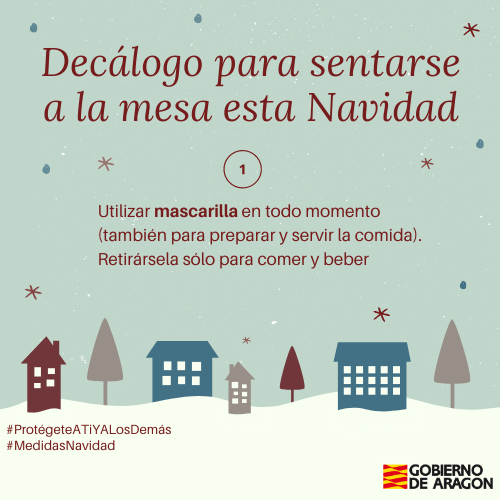 Decálogo para sentarse
a la mesa esta Navidad
1
Utilizar mascarilla en todo momento
(también para preparar y servir la comida).
Retirársela sólo para comer y beber
#ProtégeteATiYALosDemás
#MedidasNavidad
GOBIERNO
DE ARAGON